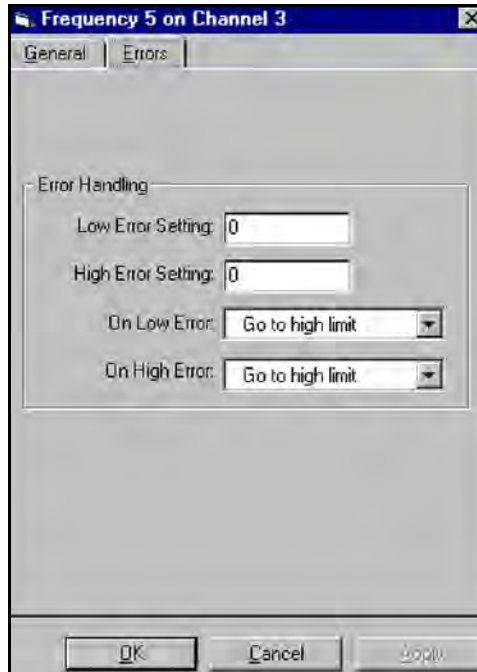 Frequency 5 on Channel 3
General Errors
Error Handling
Low Error Setting: 0
High Error Setting: 0
On Low Error: Go to high limit
On High Error: Go to high limit
OK Cancel Apply